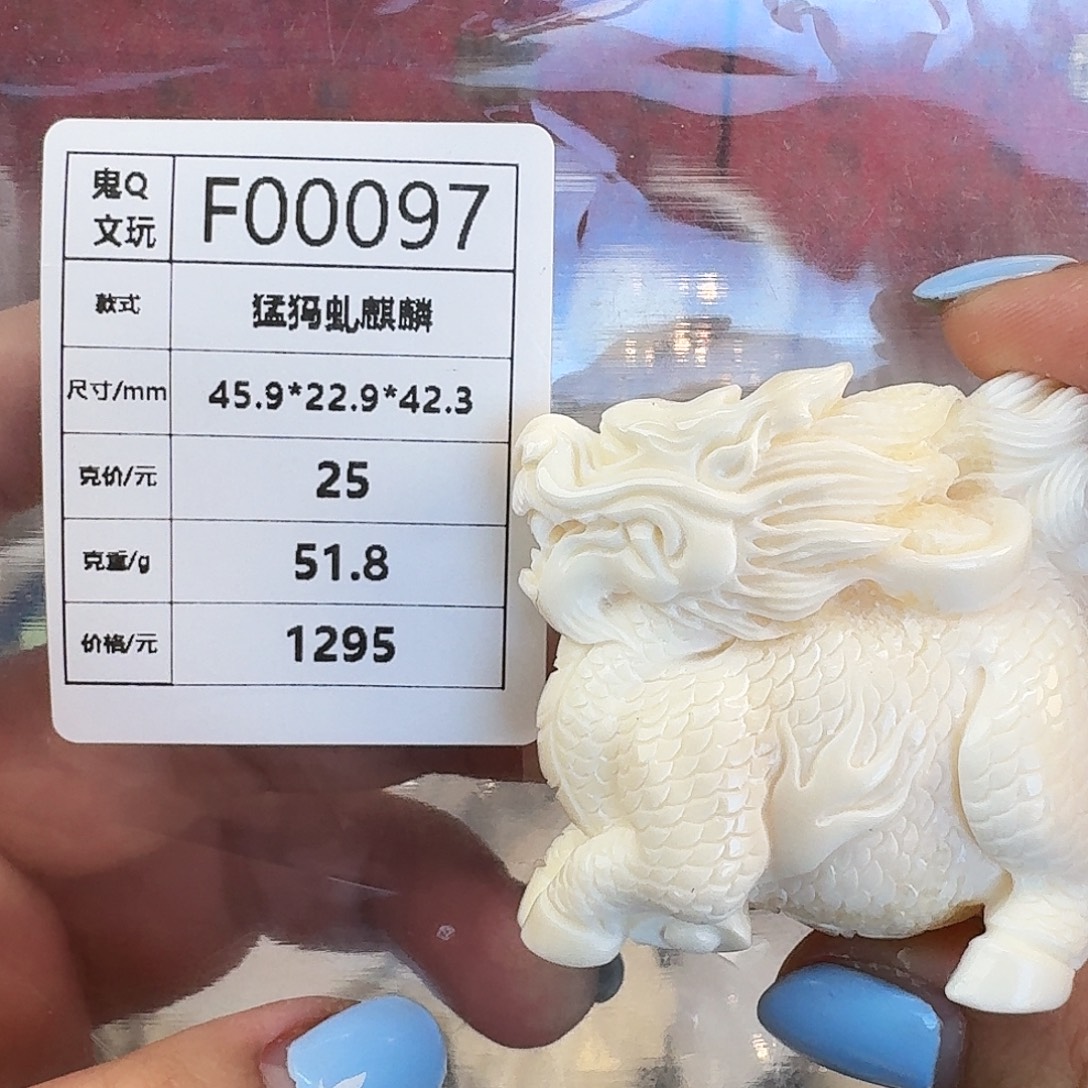 鬼Q
文玩
F00097
款式
猛犸虬麒麟
尺寸/mm
45.9*22.9*42.3
克价/元
25
克重/g
51.8
价格/元
1295